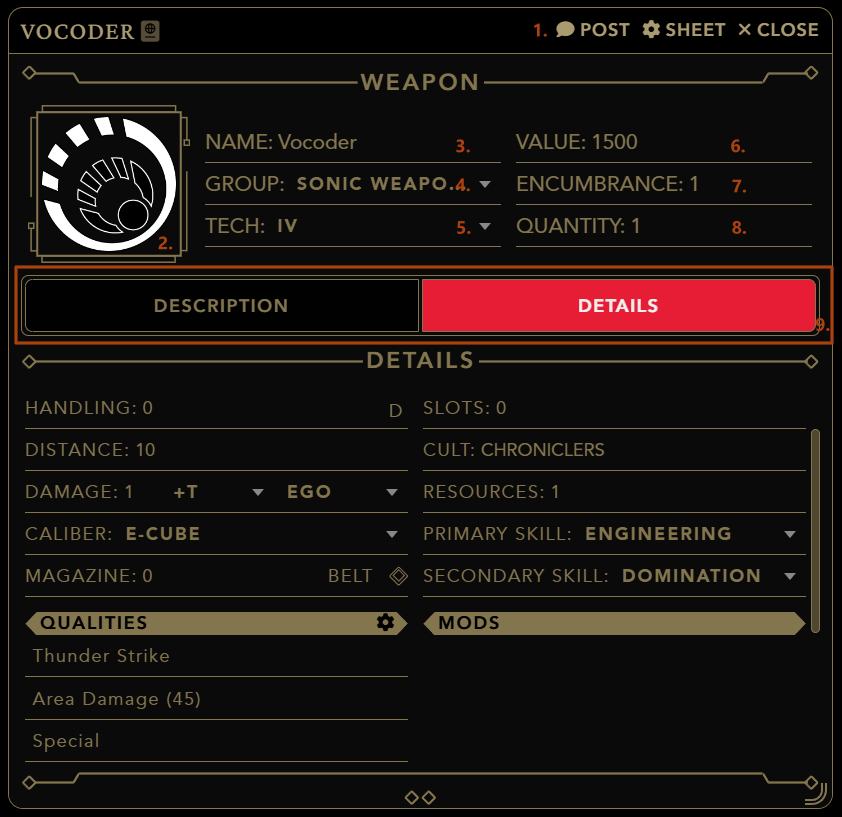 VOCODER
1. POST SHEET × CLOSE
WEAPON
NAME: Vocoder 3. VALUE: 1500 6.
GROUP: SONIC WEAPO.. 4. ENCUMBRANCE: 1 7.
2. TECH: IV 5. QUANTITY: 1 8.
DESCRIPTION DETAILS 9.
DETAILS
HANDLING: 0 D SLOTS: 0
DISTANCE: 10 CULT: CHRONICLERS
DAMAGE: 1 +T EGO RESOURCES: 1
CALIBER: E-CUBE PRIMARY SKILL: ENGINEERING
MAGAZINE: 0 BELT SECONDARY SKILL: DOMINATION
QUALITIES MODS
Thunder Strike
Area Damage (45)
Special